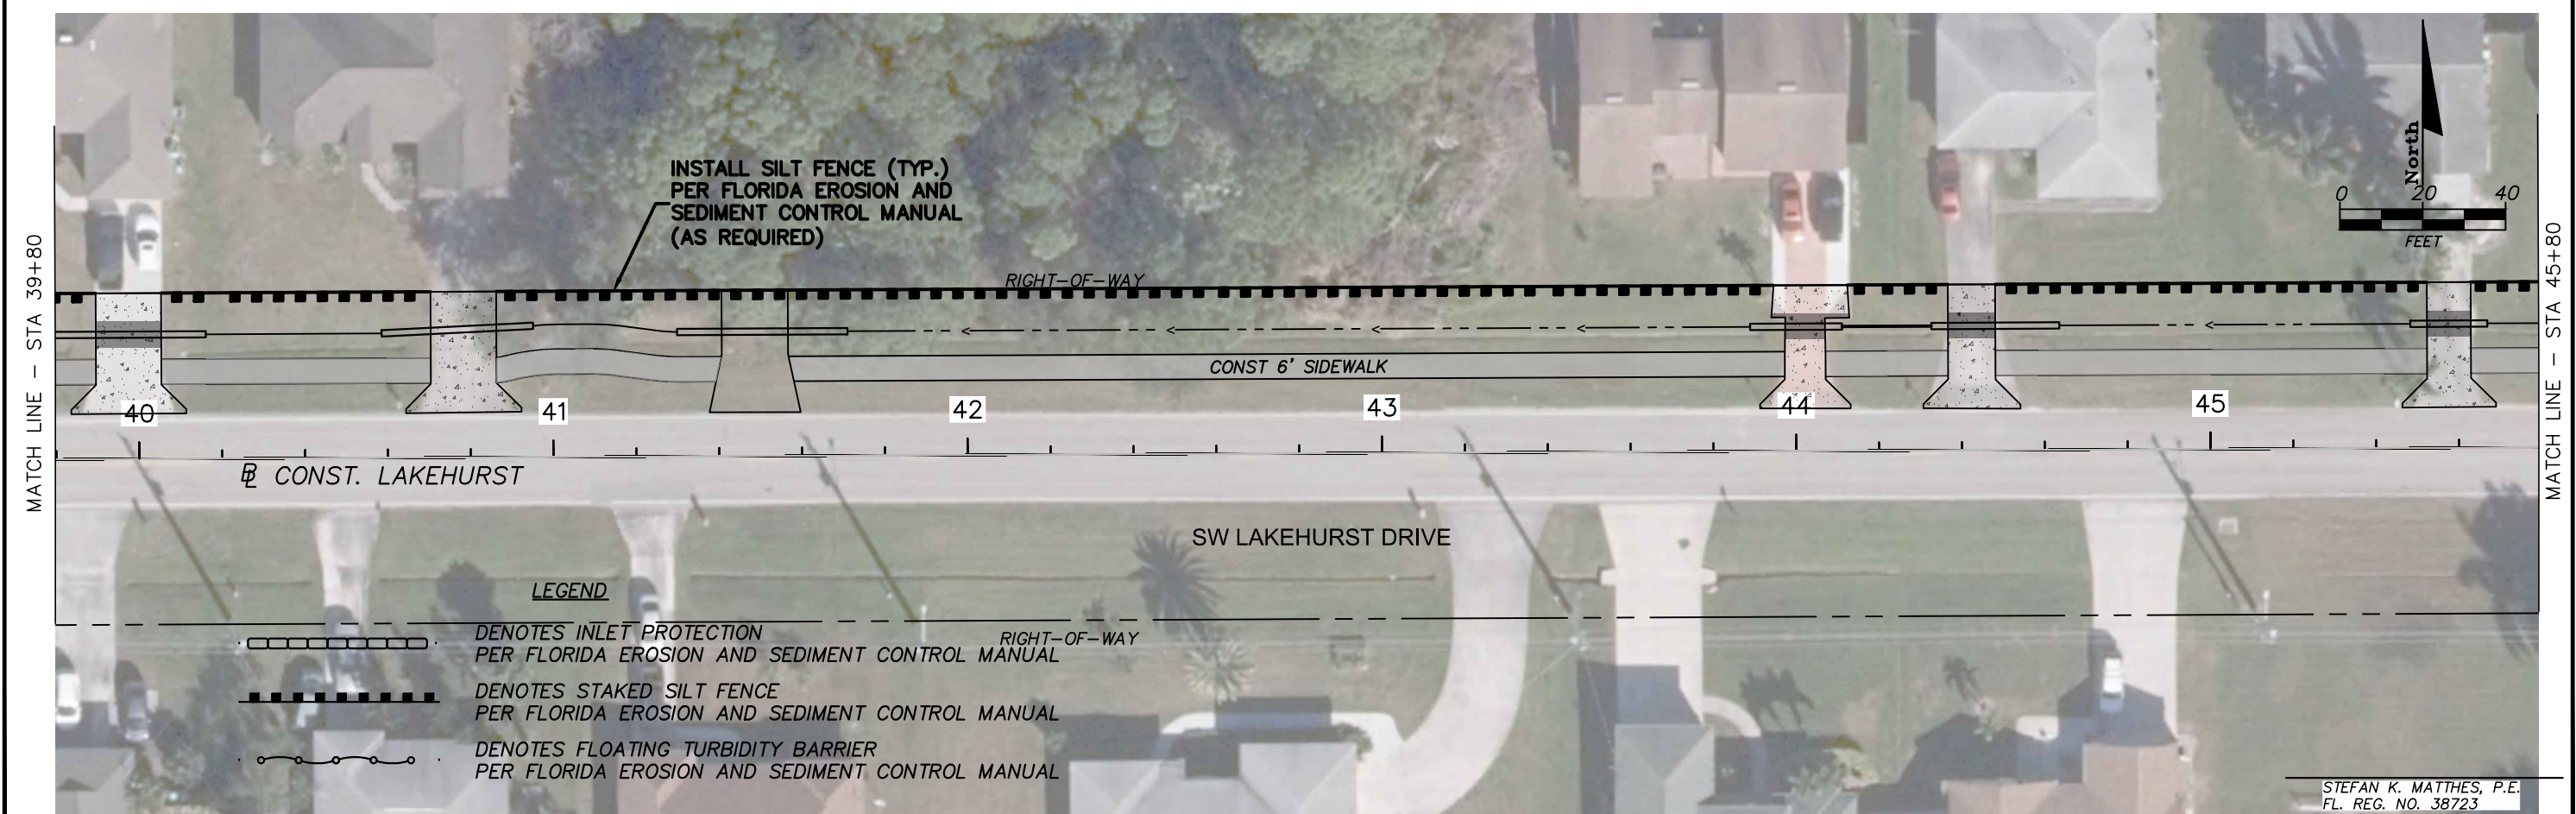 INSTALL SILT FENCE (TYP.)
PER FLORIDA EROSION AND
SEDIMENT CONTROL MANUAL
(AS REQUIRED)
North
0 20 40
FEET
MATCH LINE – STA 39+80
MATCH LINE – STA 45+80
RIGHT-OF-WAY
CONST 6' SIDEWALK
40 41 42 43 44 45
BL CONST. LAKEHURST
SW LAKEHURST DRIVE
LEGEND
DENOTES INLET PROTECTION
PER FLORIDA EROSION AND SEDIMENT CONTROL MANUAL
RIGHT-OF-WAY
DENOTES STAKED SILT FENCE
PER FLORIDA EROSION AND SEDIMENT CONTROL MANUAL
DENOTES FLOATING TURBIDITY BARRIER
PER FLORIDA EROSION AND SEDIMENT CONTROL MANUAL
STEFAN K. MATTHES, P.E.
FL. REG. NO. 38723